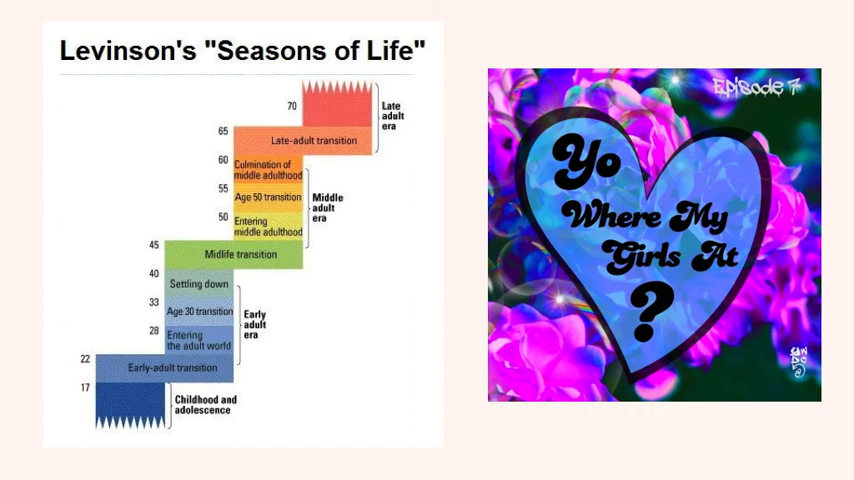 Levinson's "Seasons of Life"
70
Late
adult
era
65
Late-adult transition
60
Culmination of
middle adulthood
55
Age 50 transition
Middle
adult
era
50
Entering
middle adulthood
45
Midlife transition
40
Settling down
33
Age 30 transition
Early
adult
era
28
Entering
the adult world
22
Early-adult transition
17
Childhood and
adolescence
Episode 7
Yo
Where My
Girls At
?